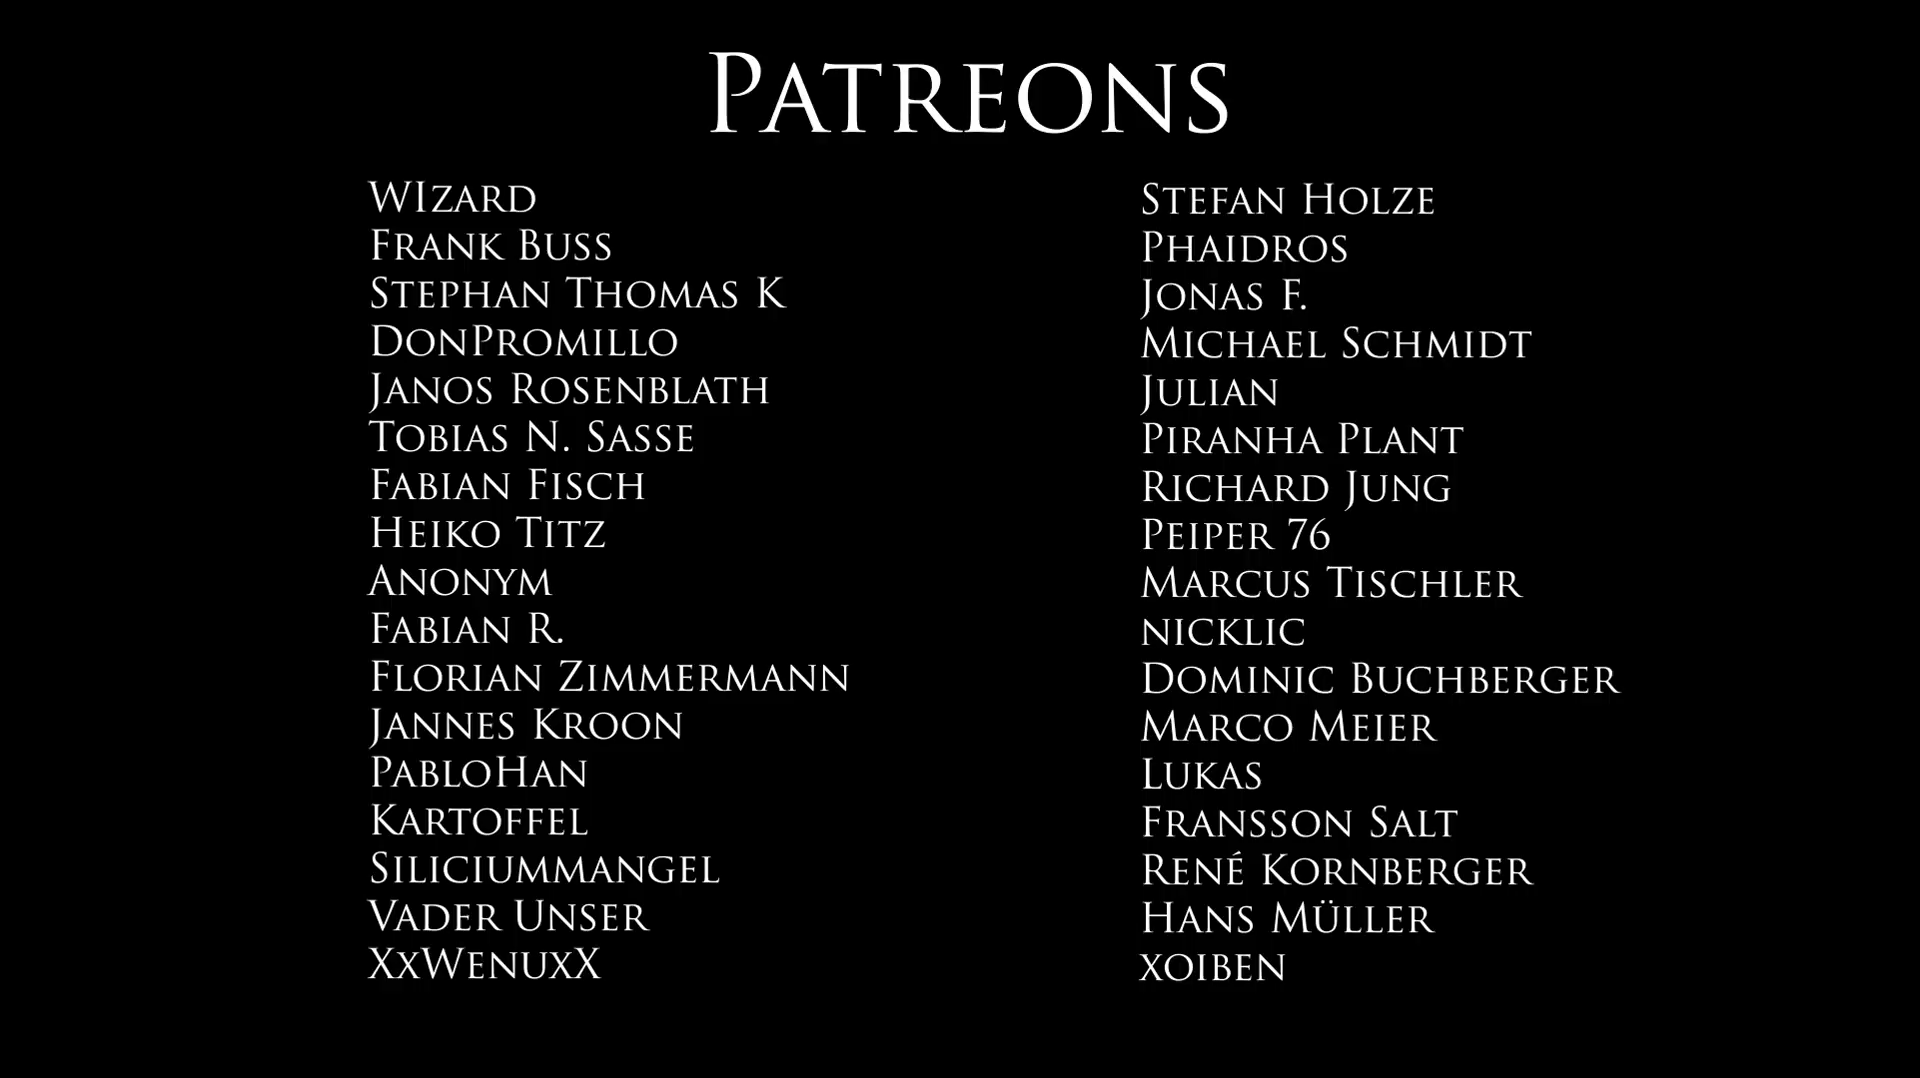 Patreons
WIzard
Frank Buss
Stephan Thomas K
DonPromillo
Janos Rosenblath
Tobias N. Sasse
Fabian Fisch
Heiko Titz
Anonym
Fabian R.
Florian Zimmermann
Jannes Kroon
PabloHan
Kartoffel
Siliciummangel
Vader Unser
XxWenuxX
Stefan Holze
Phaidros
Jonas F.
Michael Schmidt
Julian
Piranha Plant
Richard Jung
Peiper 76
Marcus Tischler
nicklic
Dominic Buchberger
Marco Meier
Lukas
Fransson Salt
René Kornberger
Hans Müller
xoiben